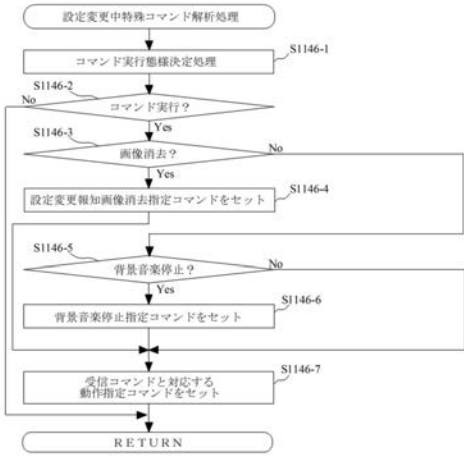 設定変更中特殊コマンド解析処理
S1146-1
コマンド実行態様決定処理
S1146-2
No
コマンド実行？
Yes
S1146-3
画像消去？
No
Yes
S1146-4
設定変更報知画像消去指定コマンドをセット
S1146-5
背景音楽停止？
No
Yes
S1146-6
背景音楽停止指定コマンドをセット
S1146-7
受信コマンドと対応する
動作指定コマンドをセット
RETURN